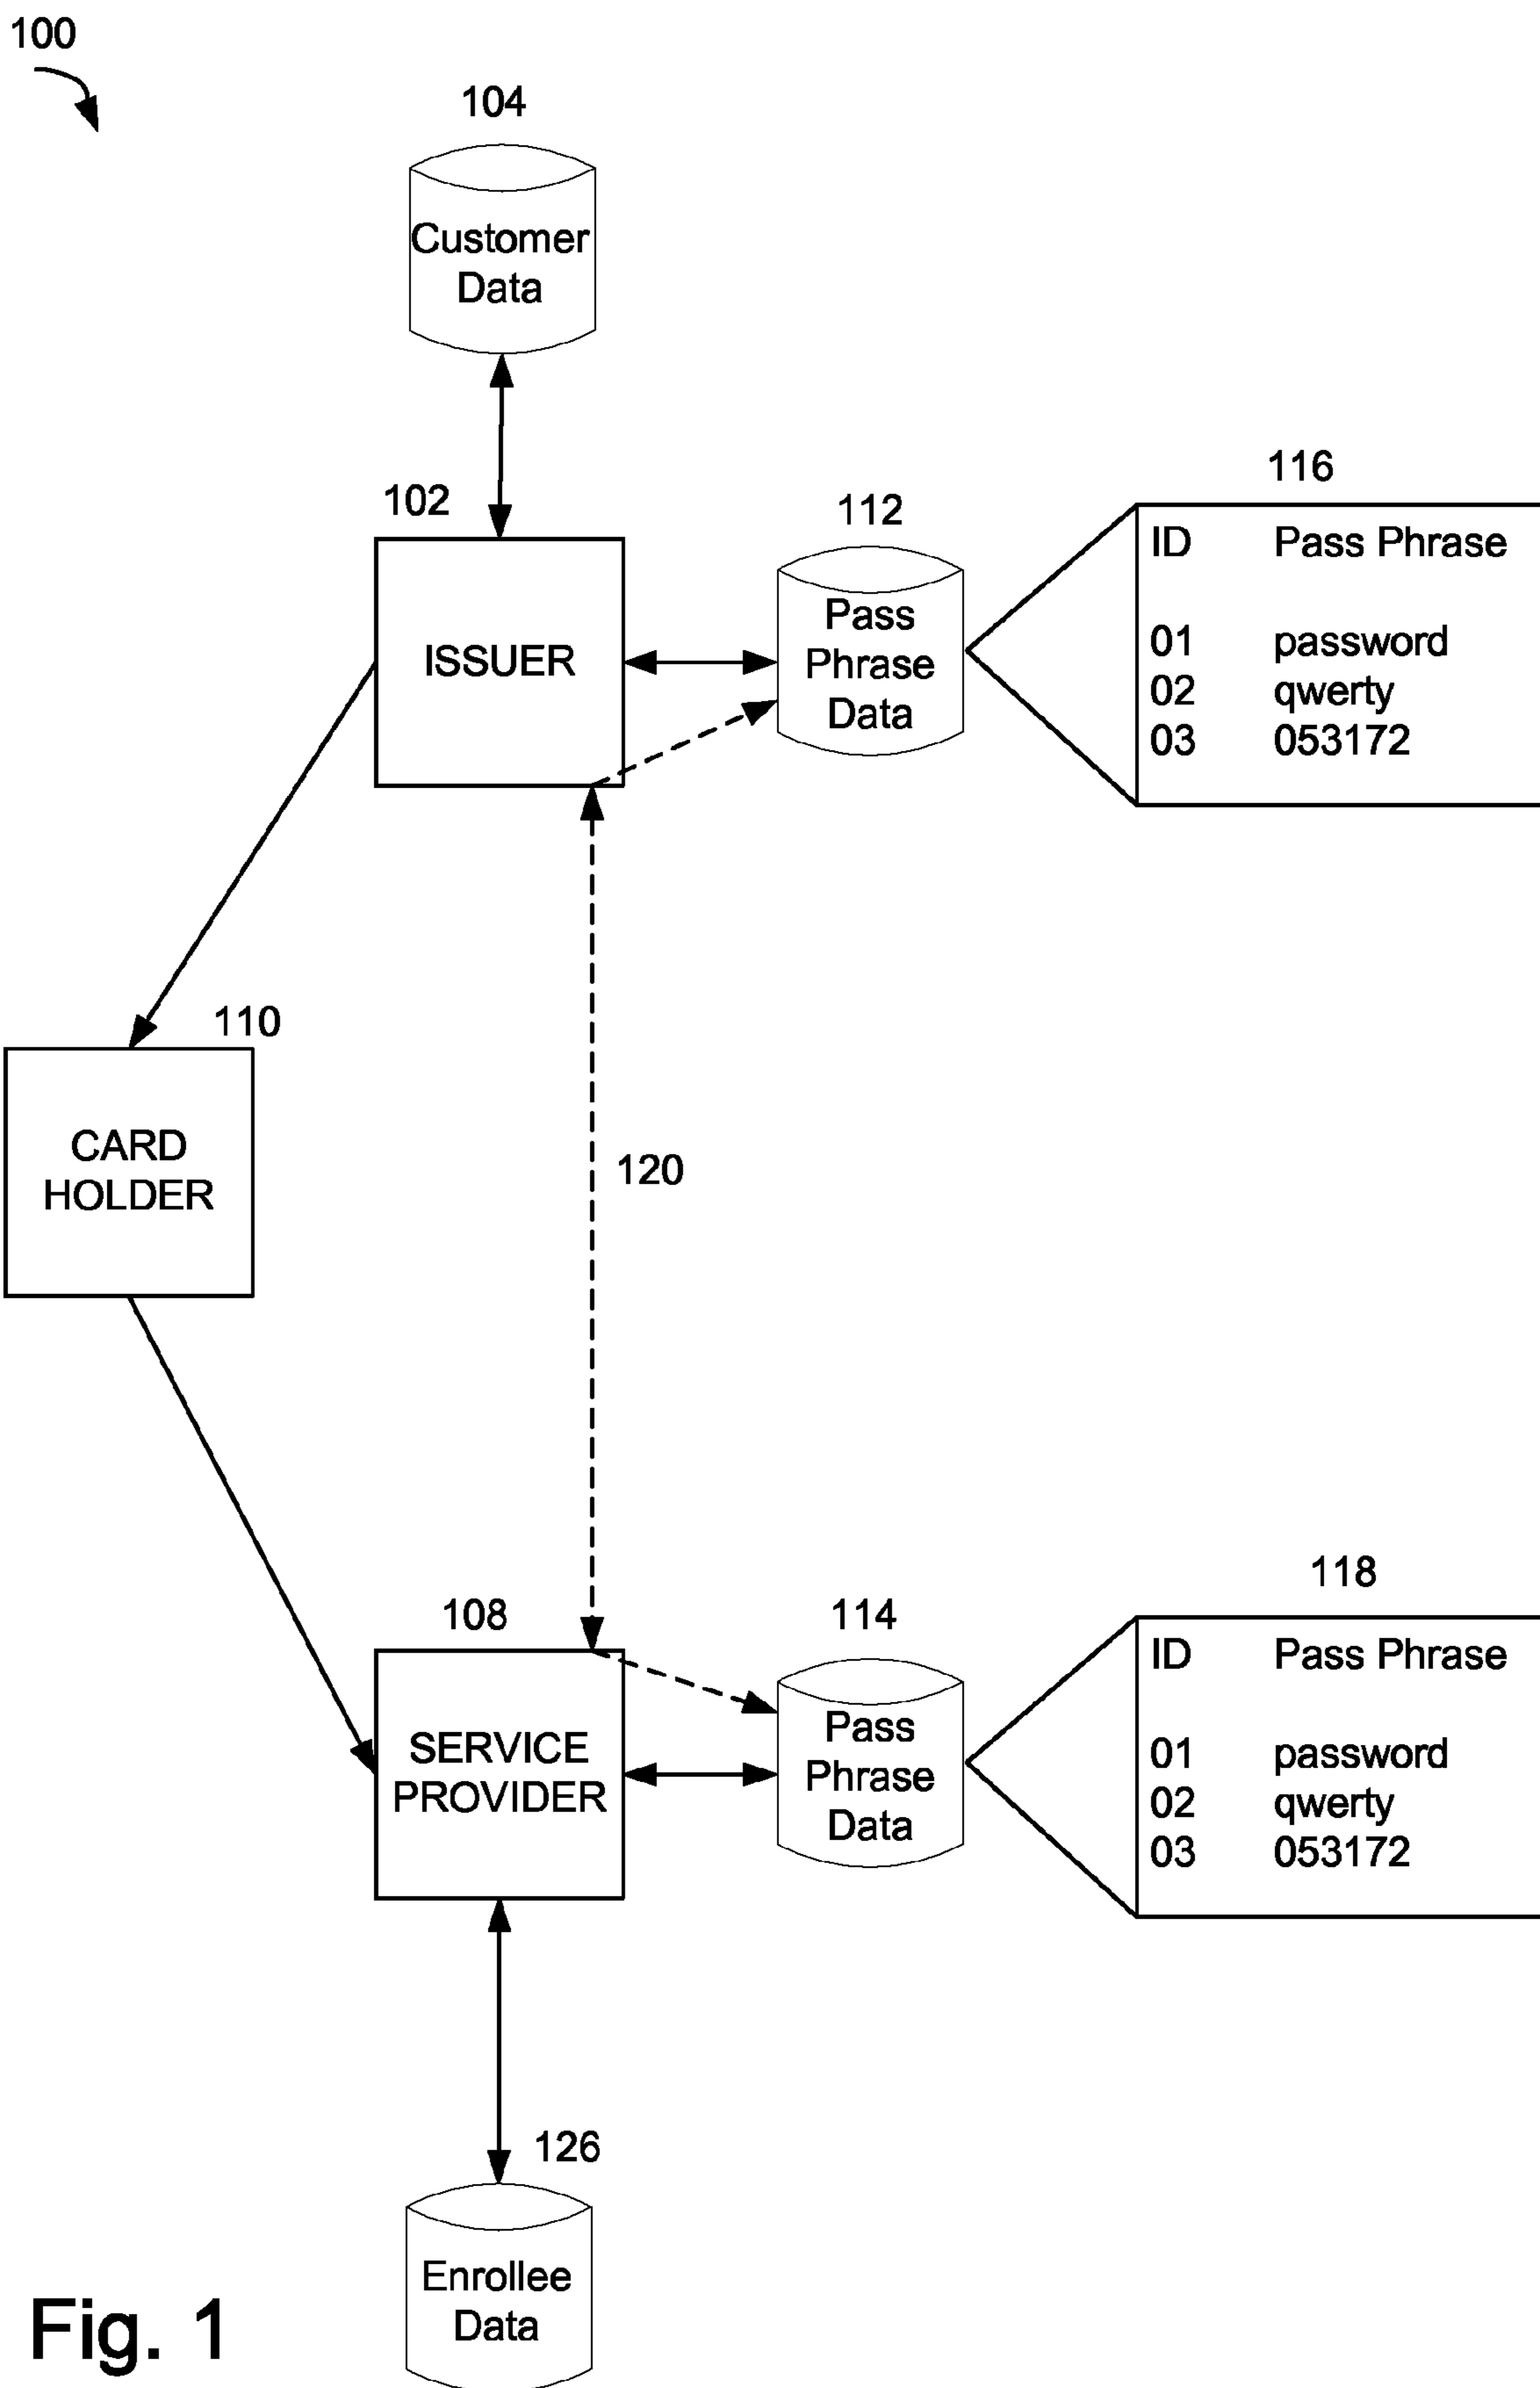 100
104
Customer
Data
102
ISSUER
112
Pass
Phrase
Data
116
ID Pass Phrase
01 password
02 qwerty
03 053172
110
CARD
HOLDER
120
108
SERVICE
PROVIDER
114
Pass
Phrase
Data
118
ID Pass Phrase
01 password
02 qwerty
03 053172
126
Enrollee
Data
Fig. 1